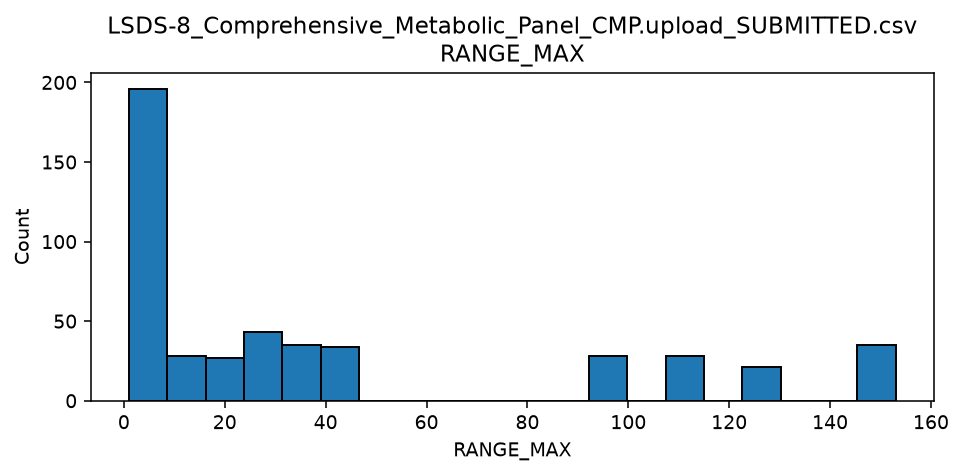 LSDS-8_Comprehensive_Metabolic_Panel_CMP.upload_SUBMITTED.csv
RANGE_MAX
200
150
100
50
0
Count
0 20 40 60 80 100 120 140 160
RANGE_MAX